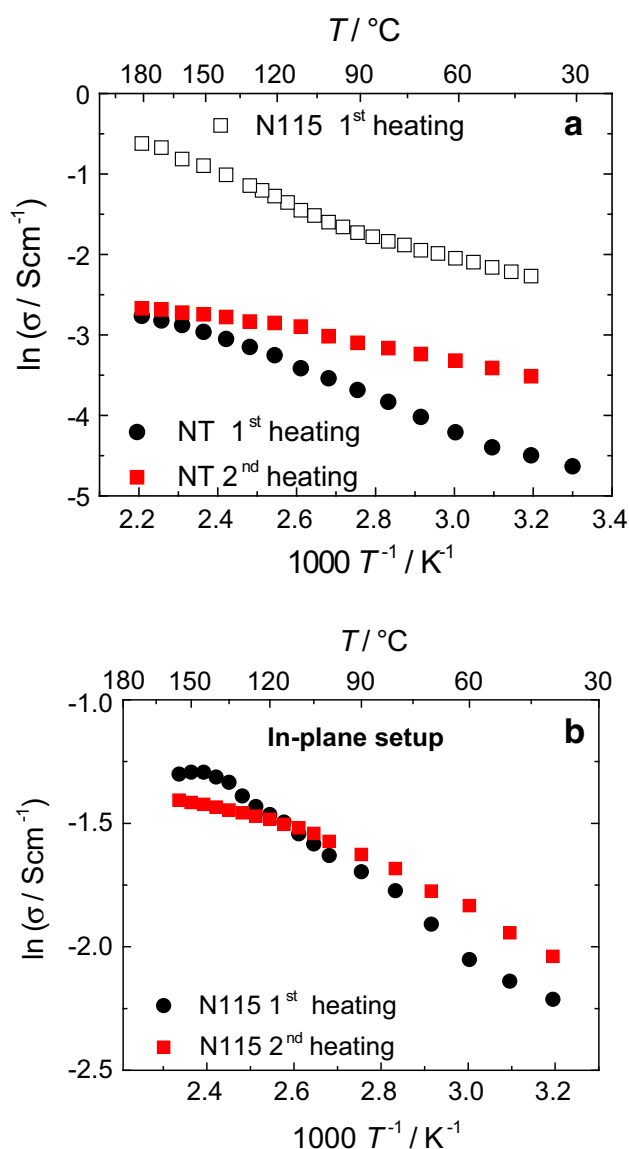 T / °C
180 150 120 90 60 30
0
N115 1st heating
a
-1
-2
-3
-4
-5
ln (σ / Scm-1)
NT 1st heating
NT 2nd heating
2.2 2.4 2.6 2.8 3.0 3.2 3.4
1000 T-1 / K-1
T / °C
180 150 120 90 60 30
-1.0
In-plane setup
b
-1.5
-2.0
-2.5
ln (σ / Scm-1)
N115 1st heating
N115 2nd heating
2.4 2.6 2.8 3.0 3.2
1000 T-1 / K-1